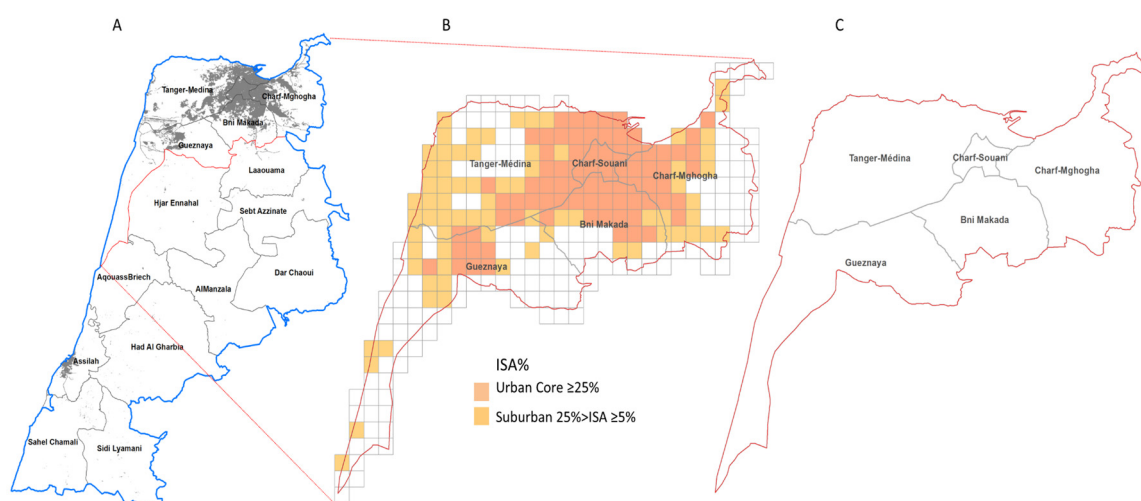 A
B
C
Tanger-Medina
Charf-Mghogha
Bni Makada
Gueznaya
Laaouama
Hjar Ennahal
Sebt Azzinate
Dar Chaoui
AqouassBriech
AlManzala
Had Al Gharbia
Assilah
Sahel Chamali
Sidi Lyamani
Tanger-Médina
Charf-Souani
Charf-Mghogha
Bni Makada
Gueznaya
ISA%
Urban Core ≥25%
Suburban 25%>ISA ≥5%
Tanger-Médina
Charf-Souani
Charf-Mghogha
Bni Makada
Gueznaya